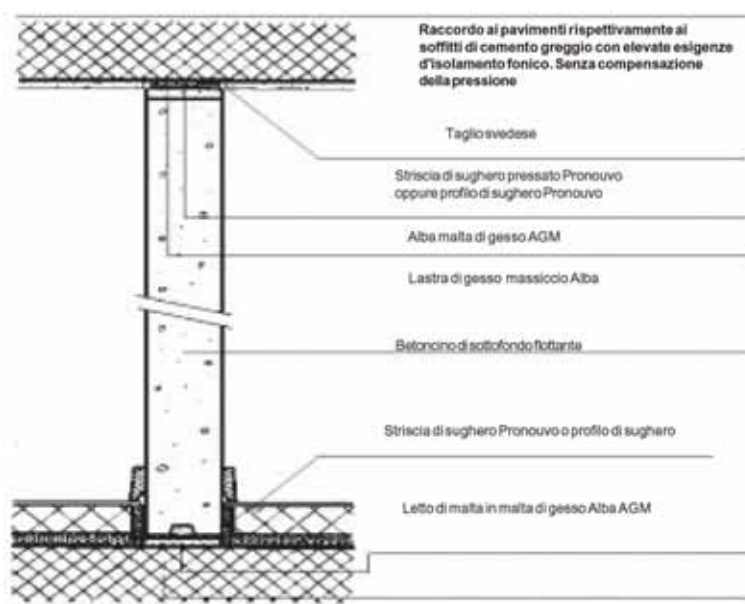 Raccordo ai pavimenti rispettivamente ai
soffitti di cemento greggio con elevate esigenze
d'isolamento fonico. Senza compensazione
della pressione
Taglio svedese
Striscia di sughero pressato Pronouvo
oppure profilo di sughero Pronouvo
Alba malta di gesso AGM
Lastra di gesso massiccio Alba
Betoncino di sottofondo flottante
Striscia di sughero Pronouvo o profilo di sughero
Letto di malta in malta di gesso Alba AGM